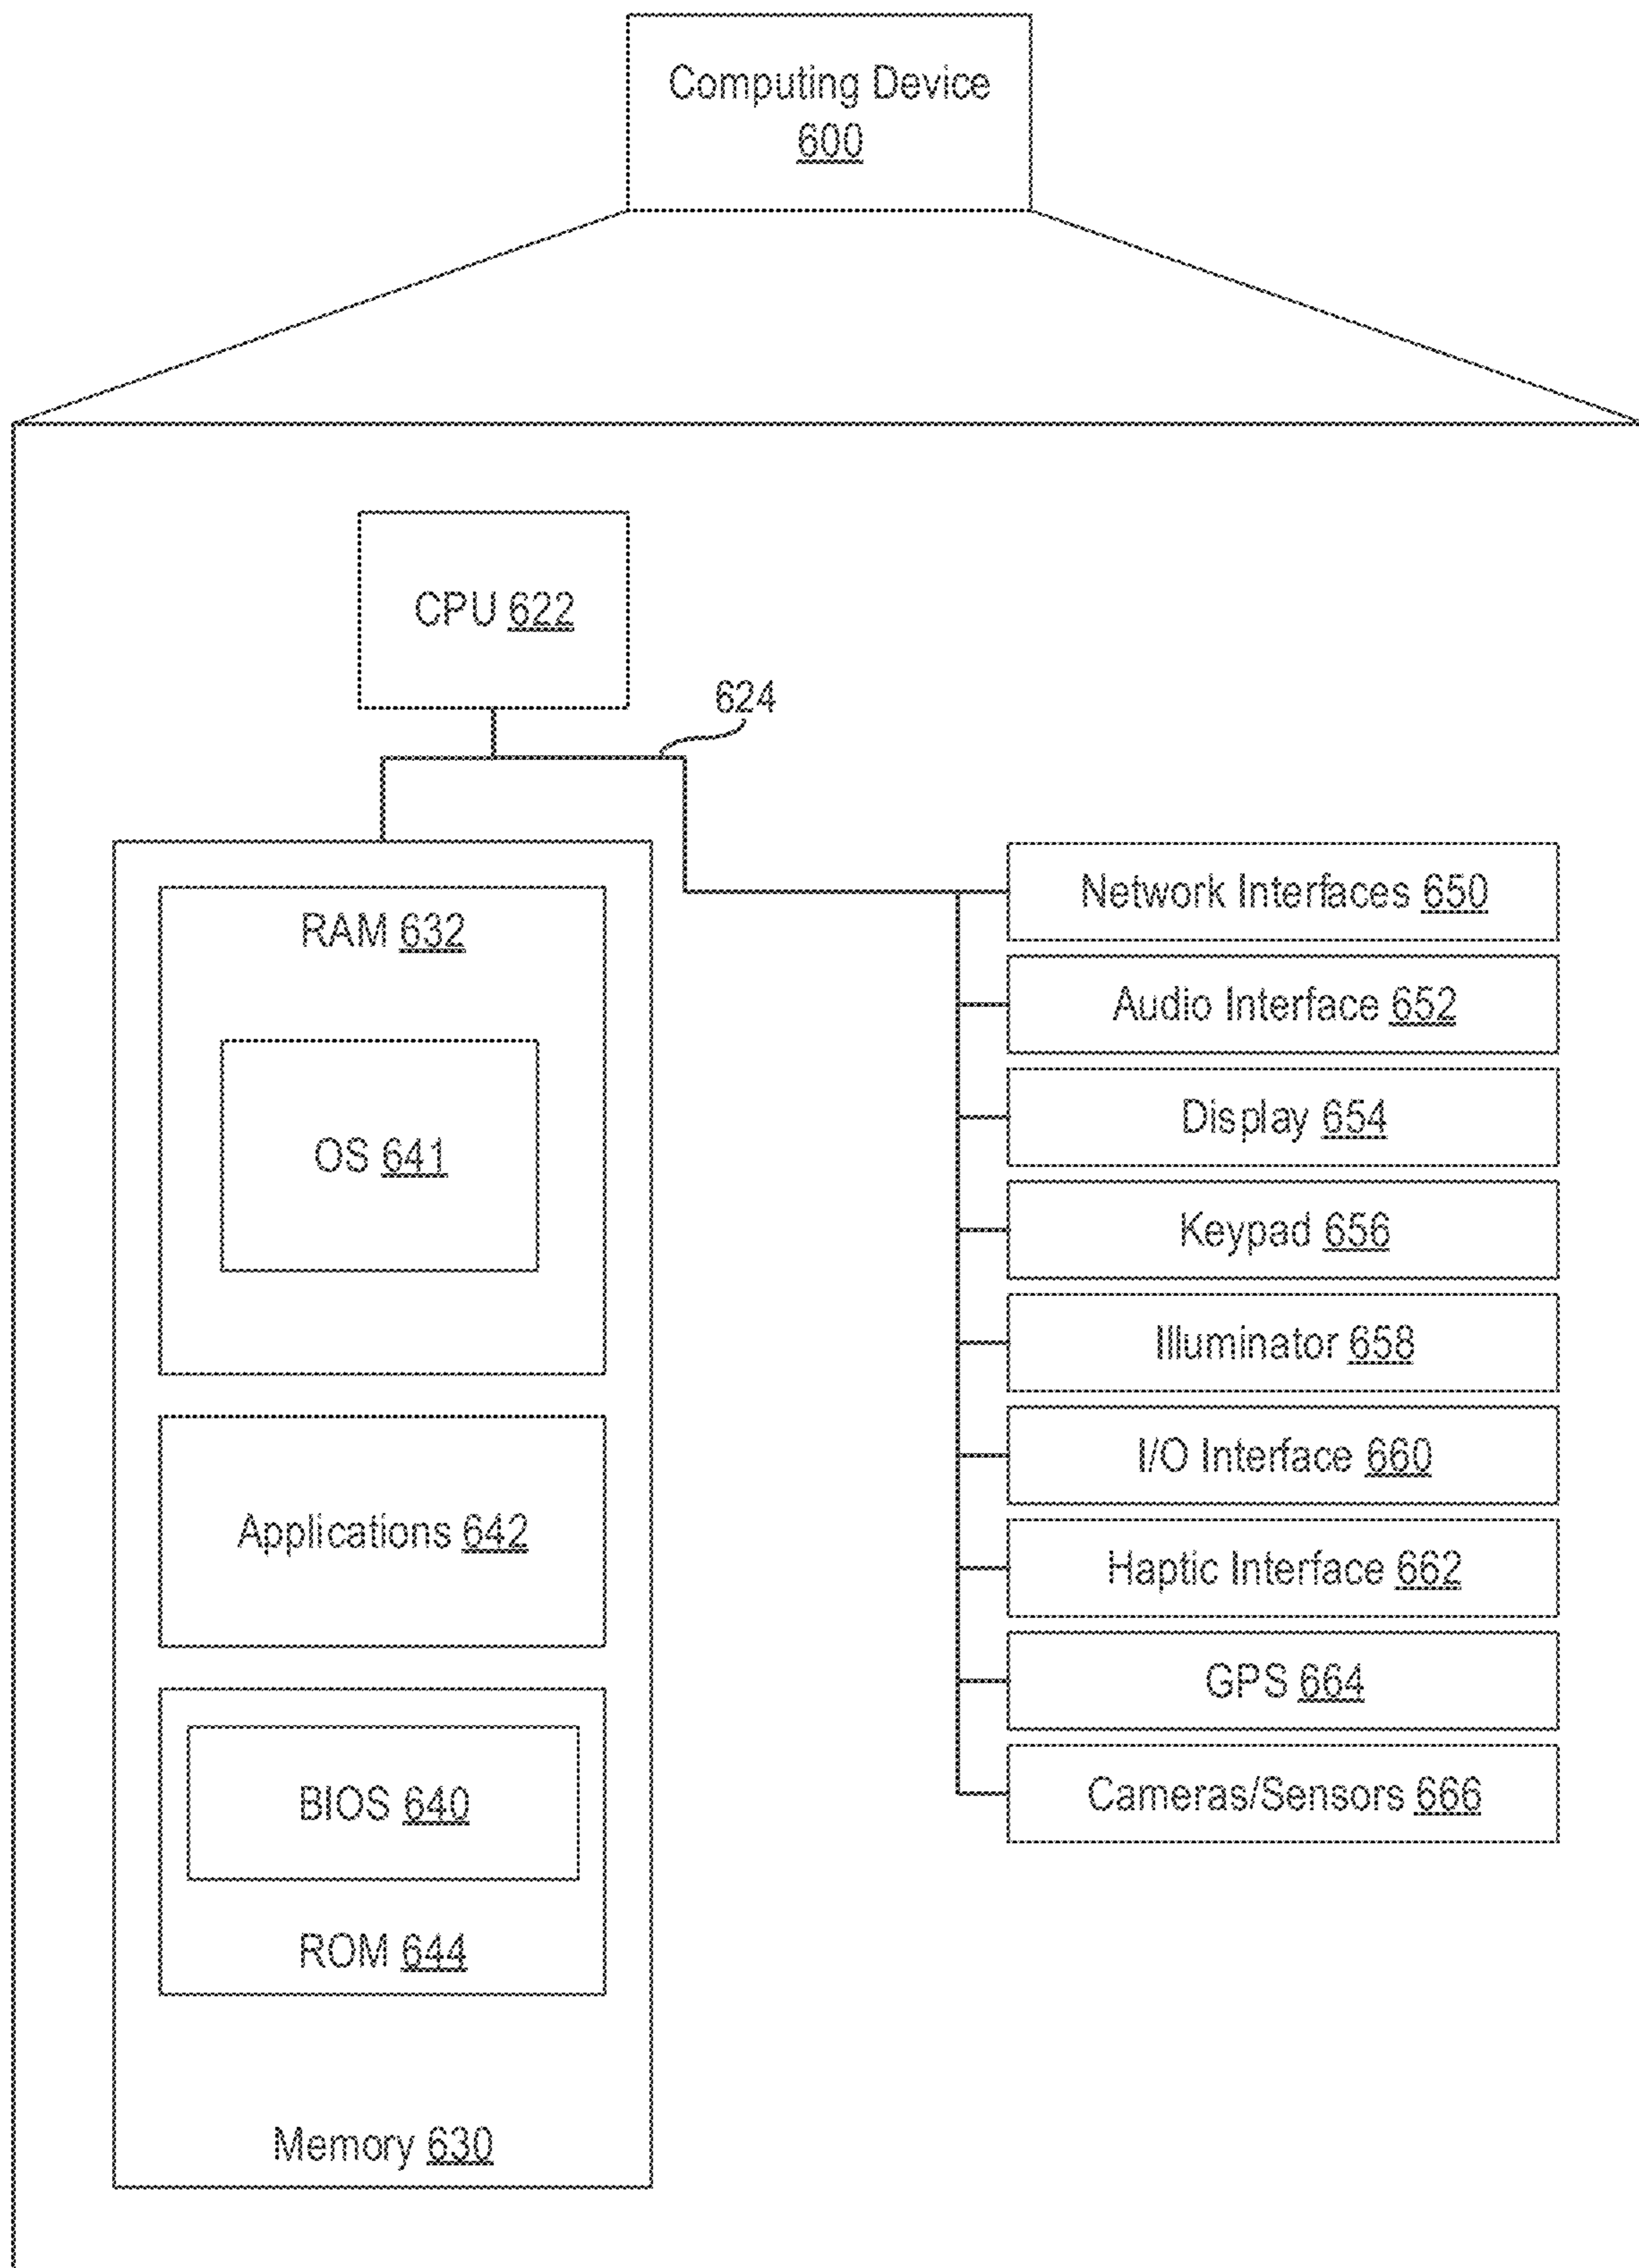 Computing Device
600
CPU 622
624
RAM 632
OS 641
Applications 642
BIOS 640
ROM 644
Memory 630
Network Interfaces 650
Audio Interface 652
Display 654
Keypad 656
Illuminator 658
I/O Interface 660
Haptic Interface 662
GPS 664
Cameras/Sensors 666